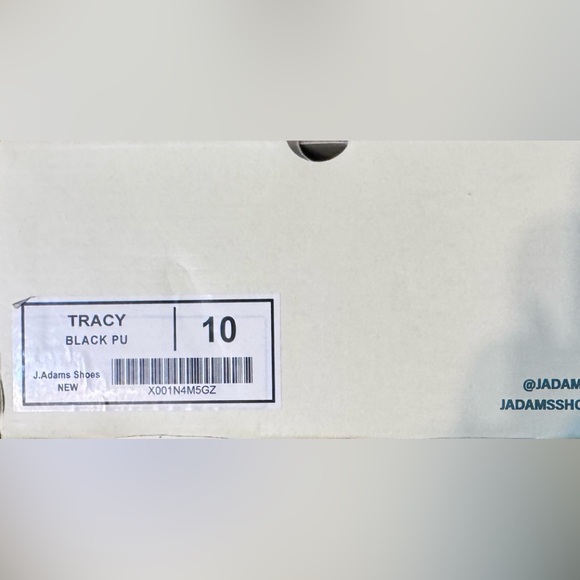 TRACY
BLACK PU
10
J.Adams Shoes
NEW
X001N4M5GZ
@JADAM
JADAMSSHO